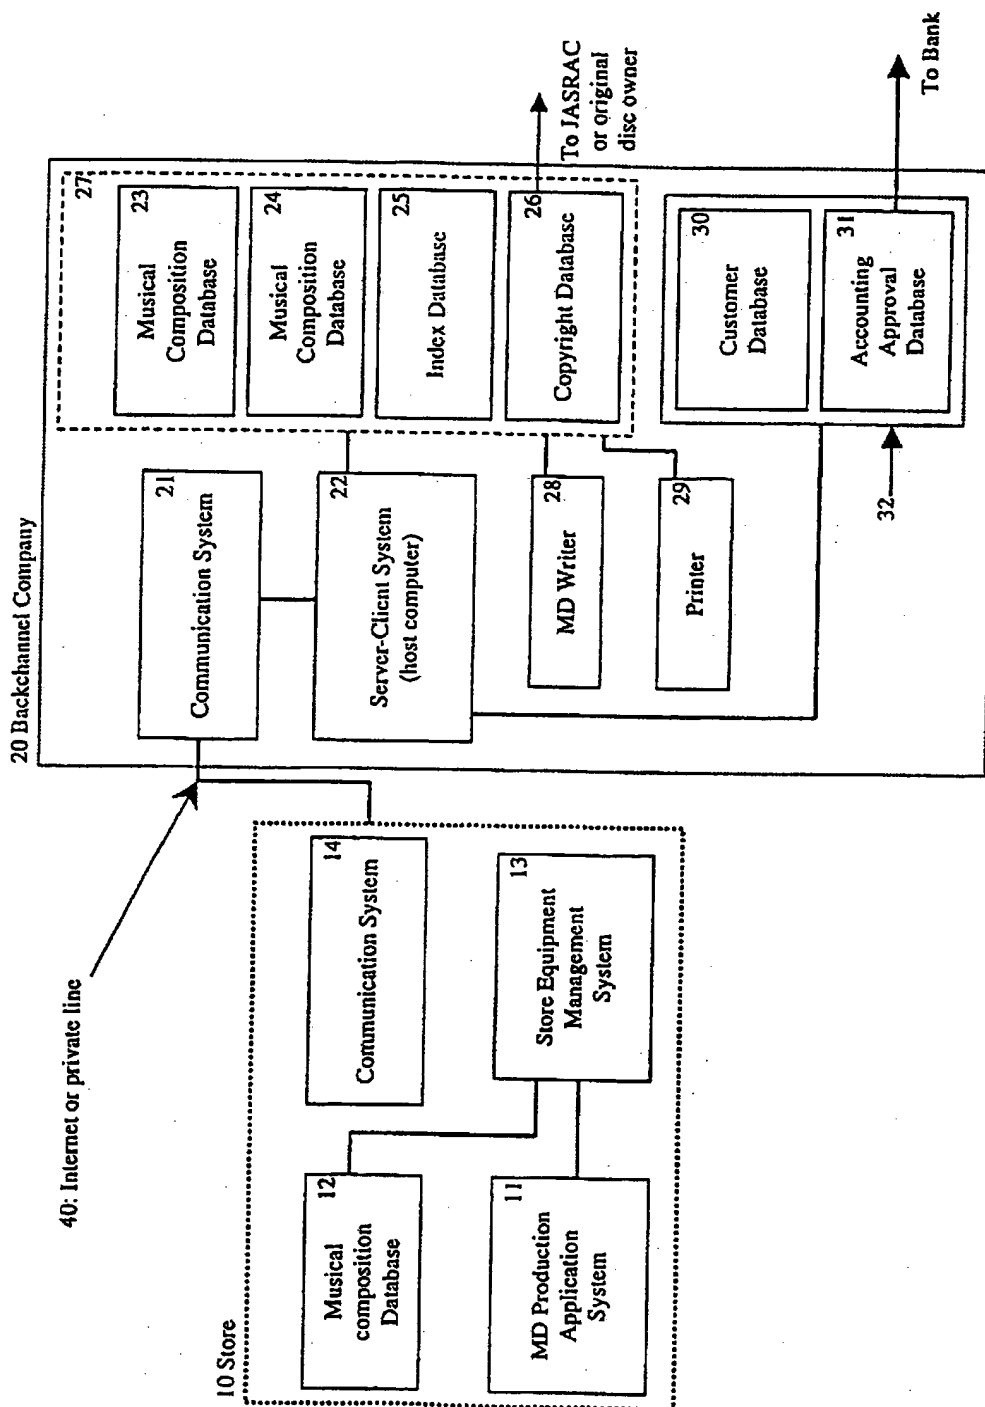 40: Internet or private line
10 Store
Musical
composition
Database
12
MD Production
Application
System
11
Communication System
14
Store Equipment
Management
System
13
20 Backchannel Company
Communication System
21
Server-Client System
(host computer)
22
27
Musical
Composition
Database
23
Musical
Composition
Database
24
Index Database
25
Copyright Database
26
To JASRAC
or original
disc owner
MD Writer
28
Printer
29
Customer
Database
30
Accounting
Approval
Database
31
32
To Bank